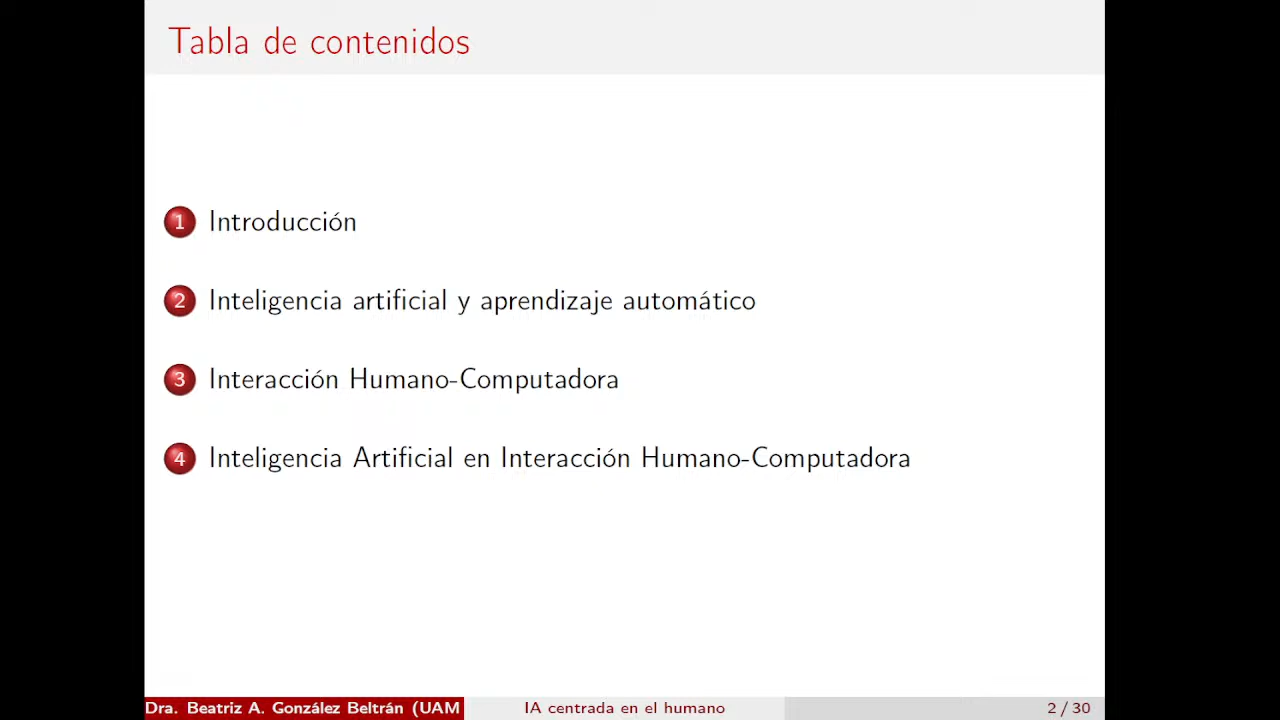 Tabla de contenidos
1 Introducción
2 Inteligencia artificial y aprendizaje automático
3 Interacción Humano-Computadora
4 Inteligencia Artificial en Interacción Humano-Computadora
Dra. Beatriz A. González Beltrán (UAM IA centrada en el humano 2 / 30